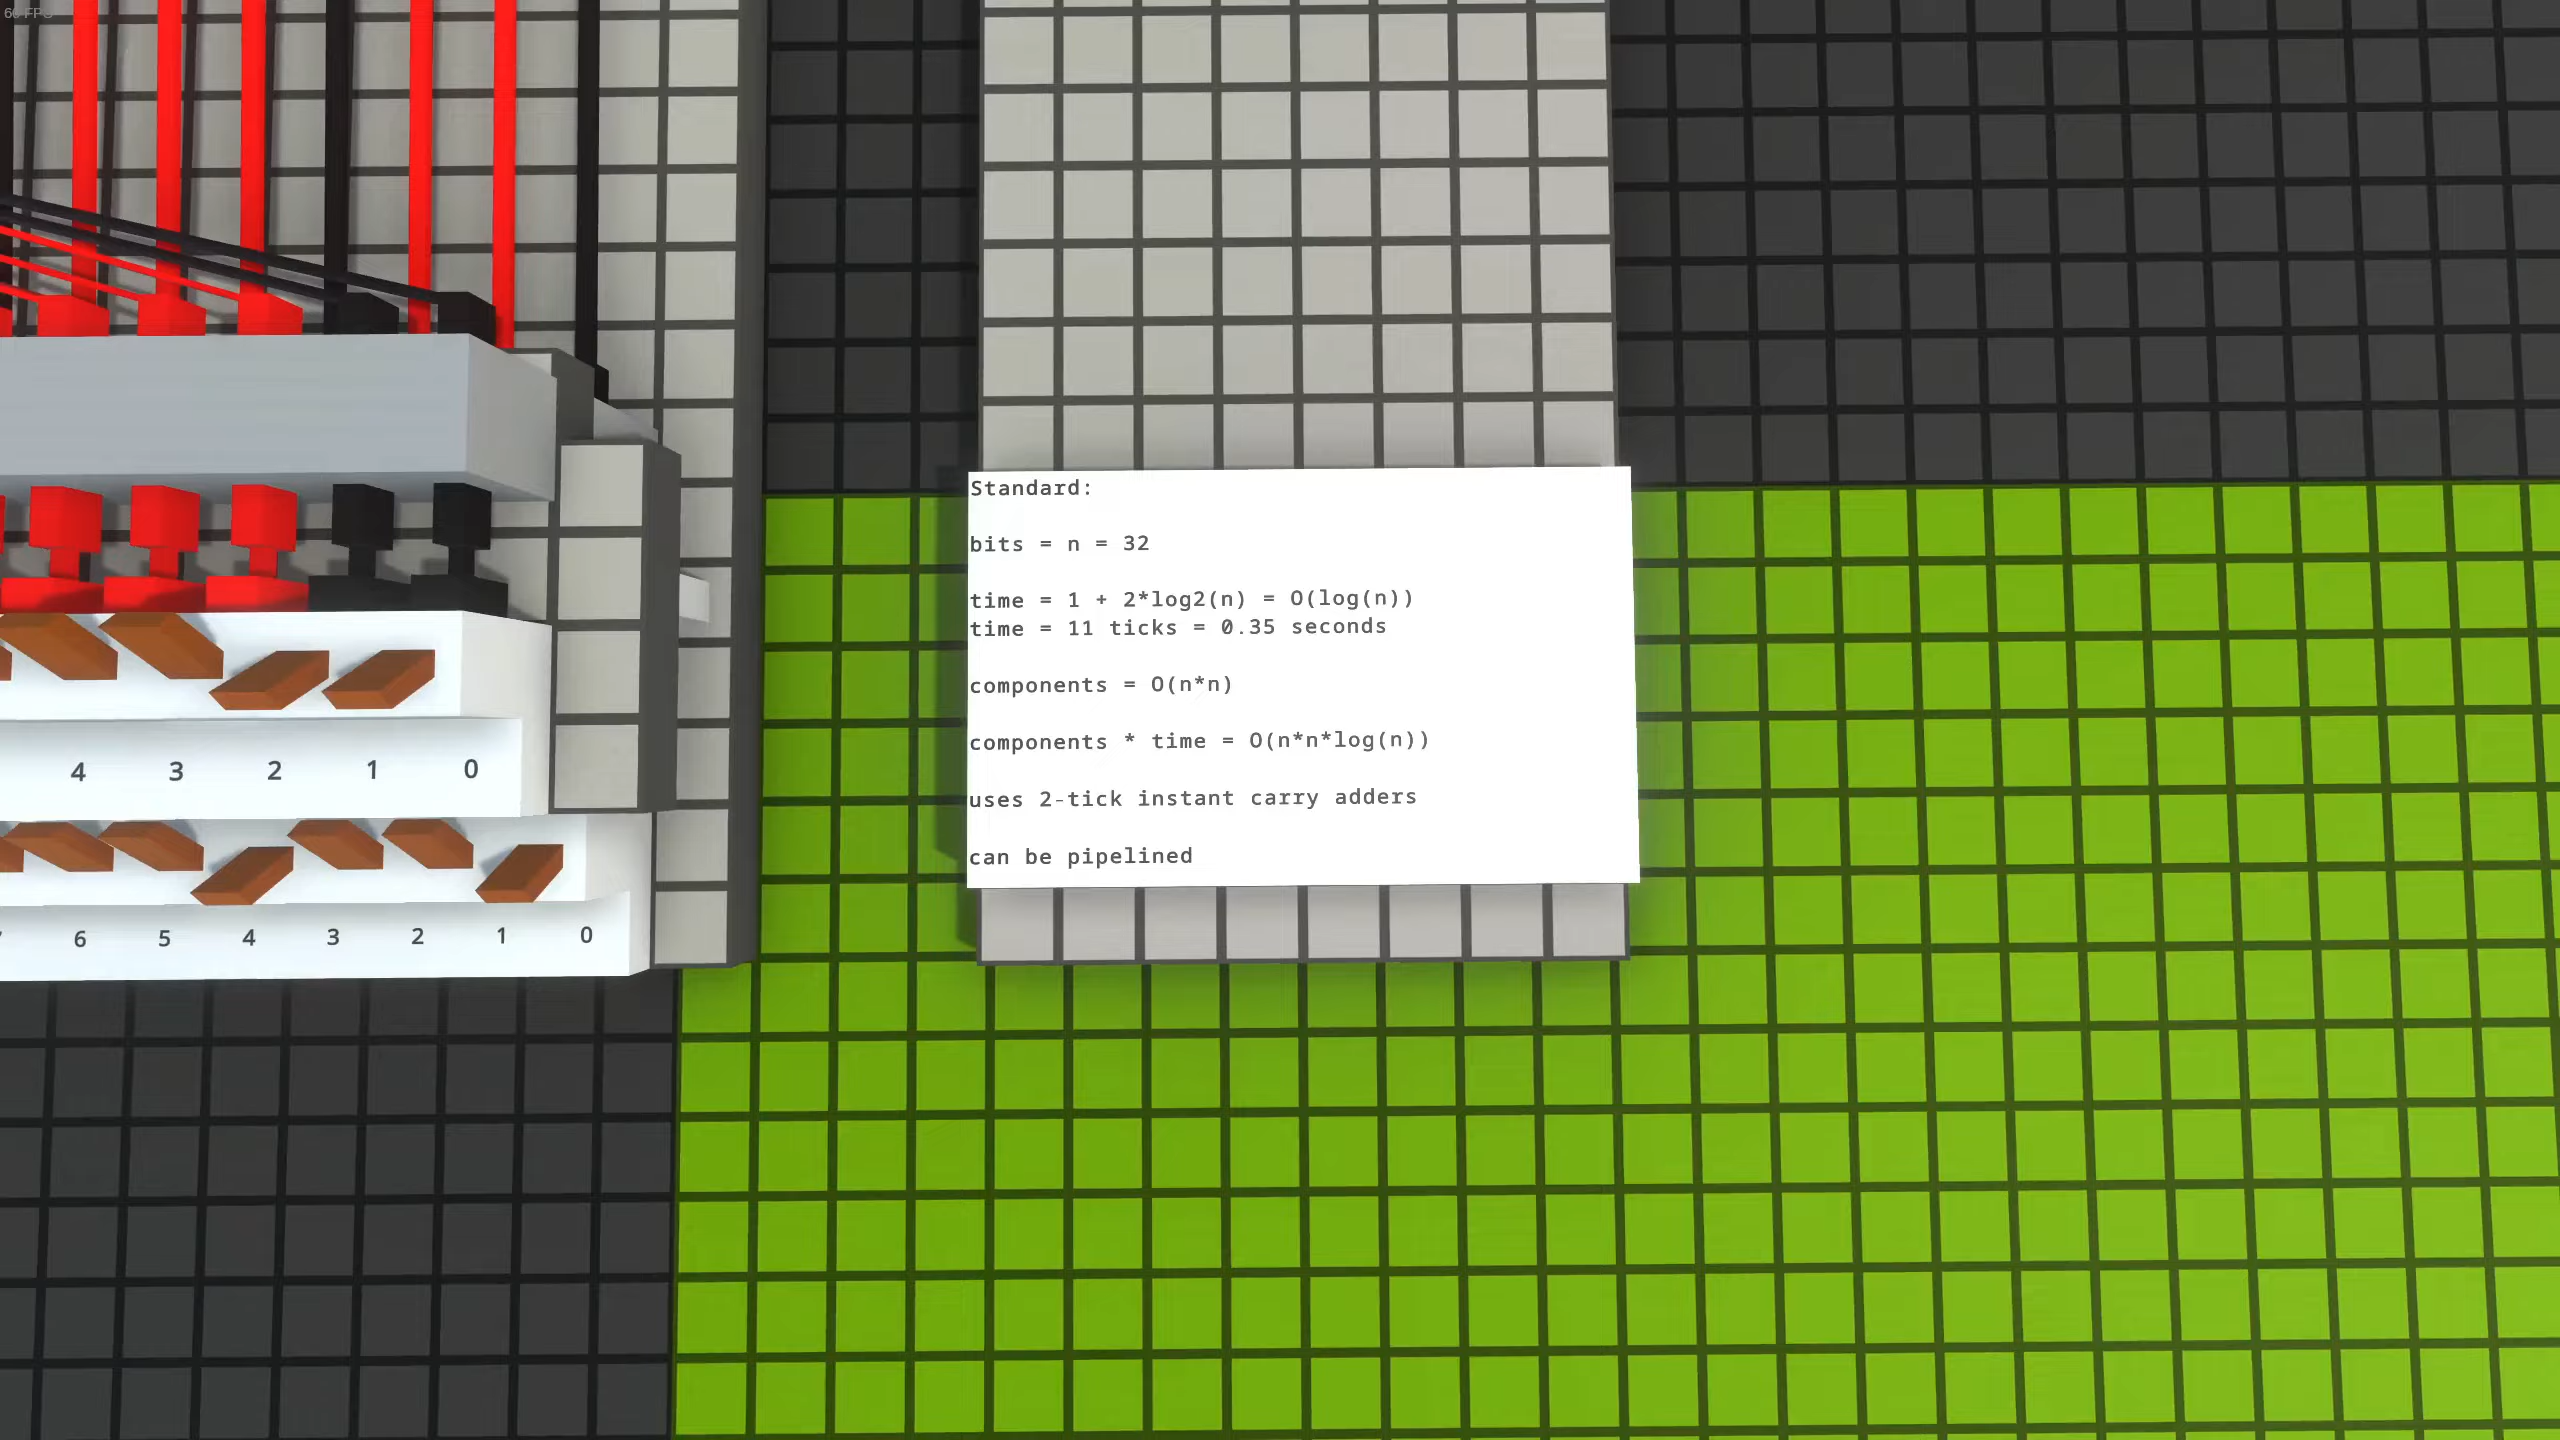 60 FPS
Standard:
bits = n = 32
time = 1 + 2*log2(n) = O(log(n))
time = 11 ticks = 0.35 seconds
components = O(n*n)
components * time = O(n*n*log(n))
uses 2-tick instant carry adders
can be pipelined
4 3 2 1 0
6 5 4 3 2 1 0